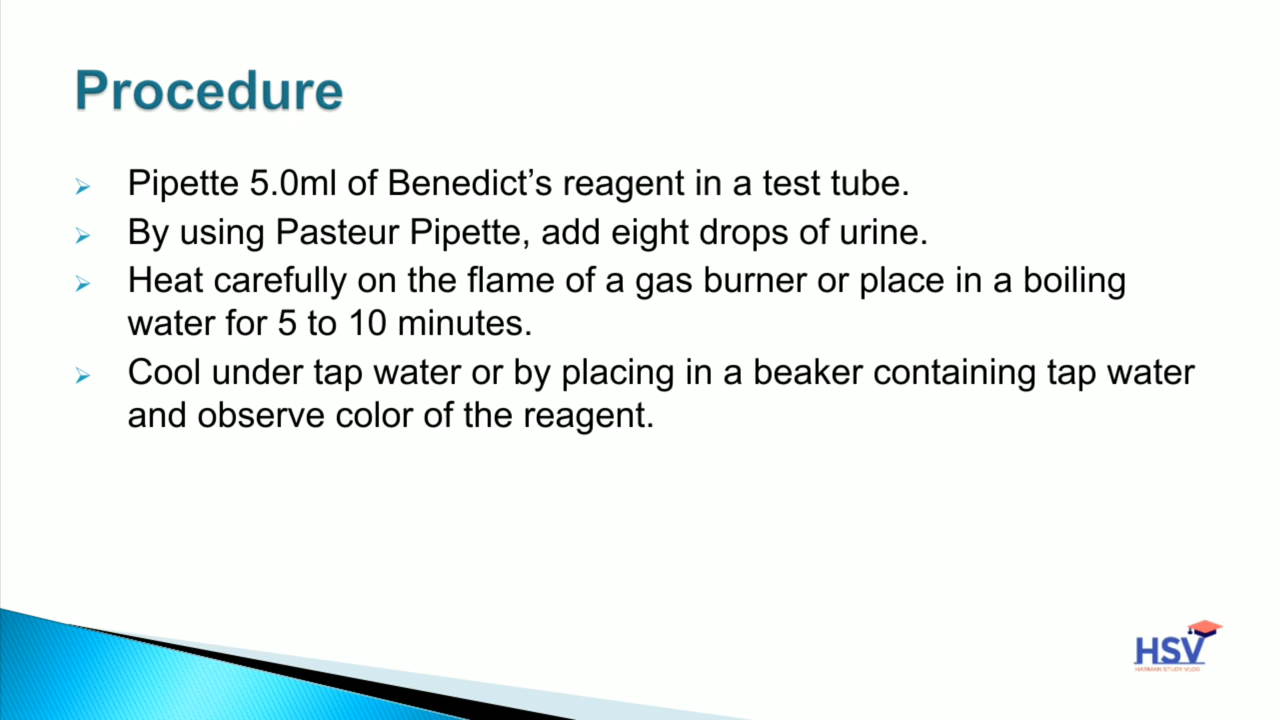 Procedure
Pipette 5.0ml of Benedict’s reagent in a test tube.
By using Pasteur Pipette, add eight drops of urine.
Heat carefully on the flame of a gas burner or place in a boiling
water for 5 to 10 minutes.
Cool under tap water or by placing in a beaker containing tap water
and observe color of the reagent.
HSV